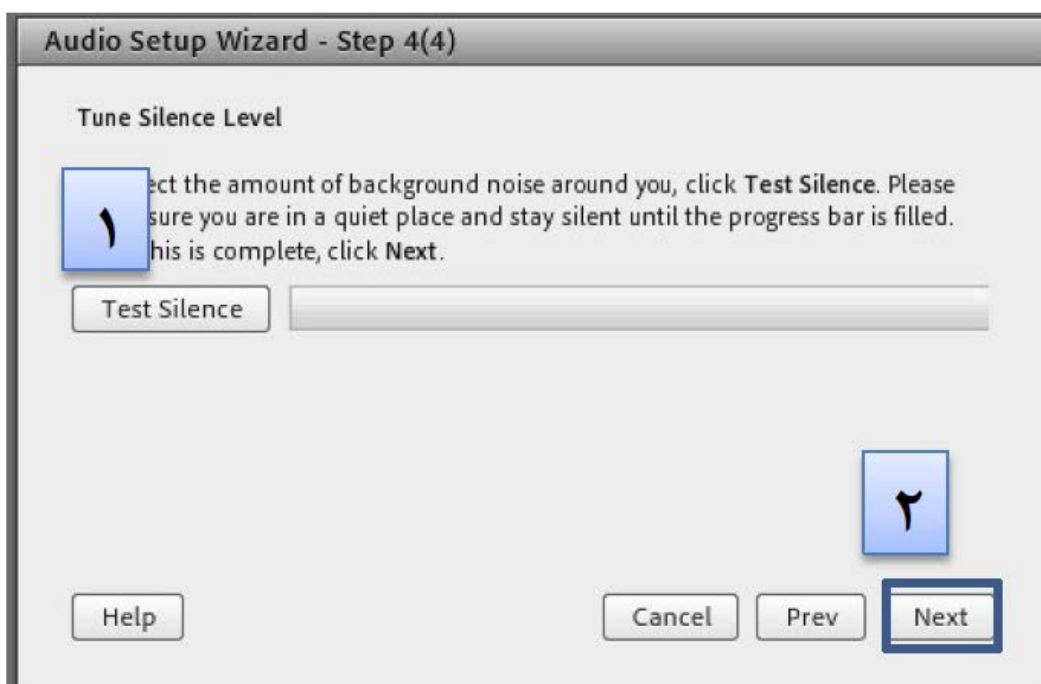 Audio Setup Wizard - Step 4(4)
Tune Silence Level
ect the amount of background noise around you, click Test Silence. Please
sure you are in a quiet place and stay silent until the progress bar is filled.
his is complete, click Next.
۱
Test Silence
۲
Help Cancel Prev Next